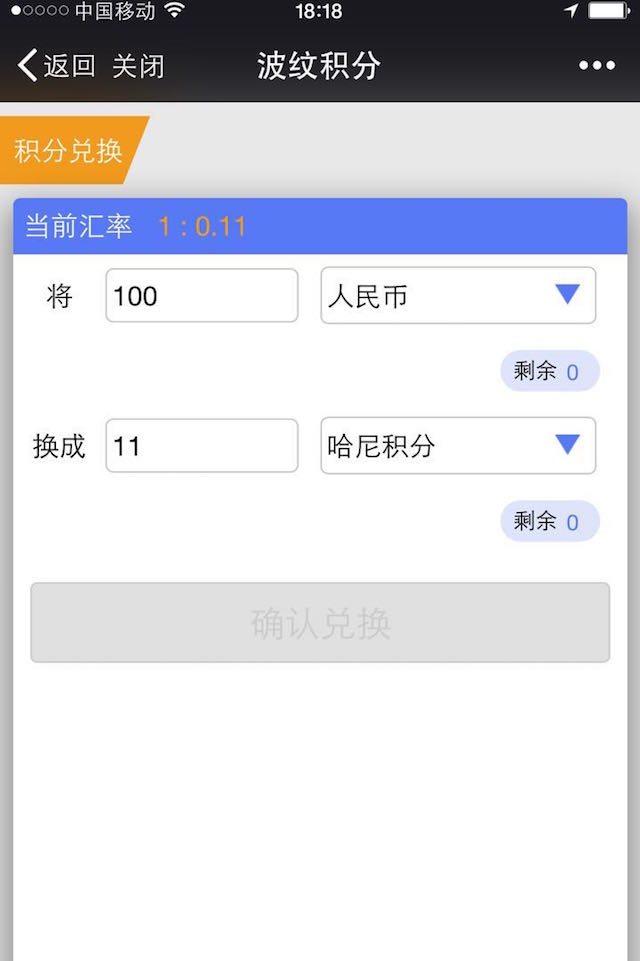 中国移动 18:18
返回 关闭 波纹积分
积分兑换
当前汇率 1 : 0.11
将 100 人民币
剩余 0
换成 11 哈尼积分
剩余 0
确认兑换